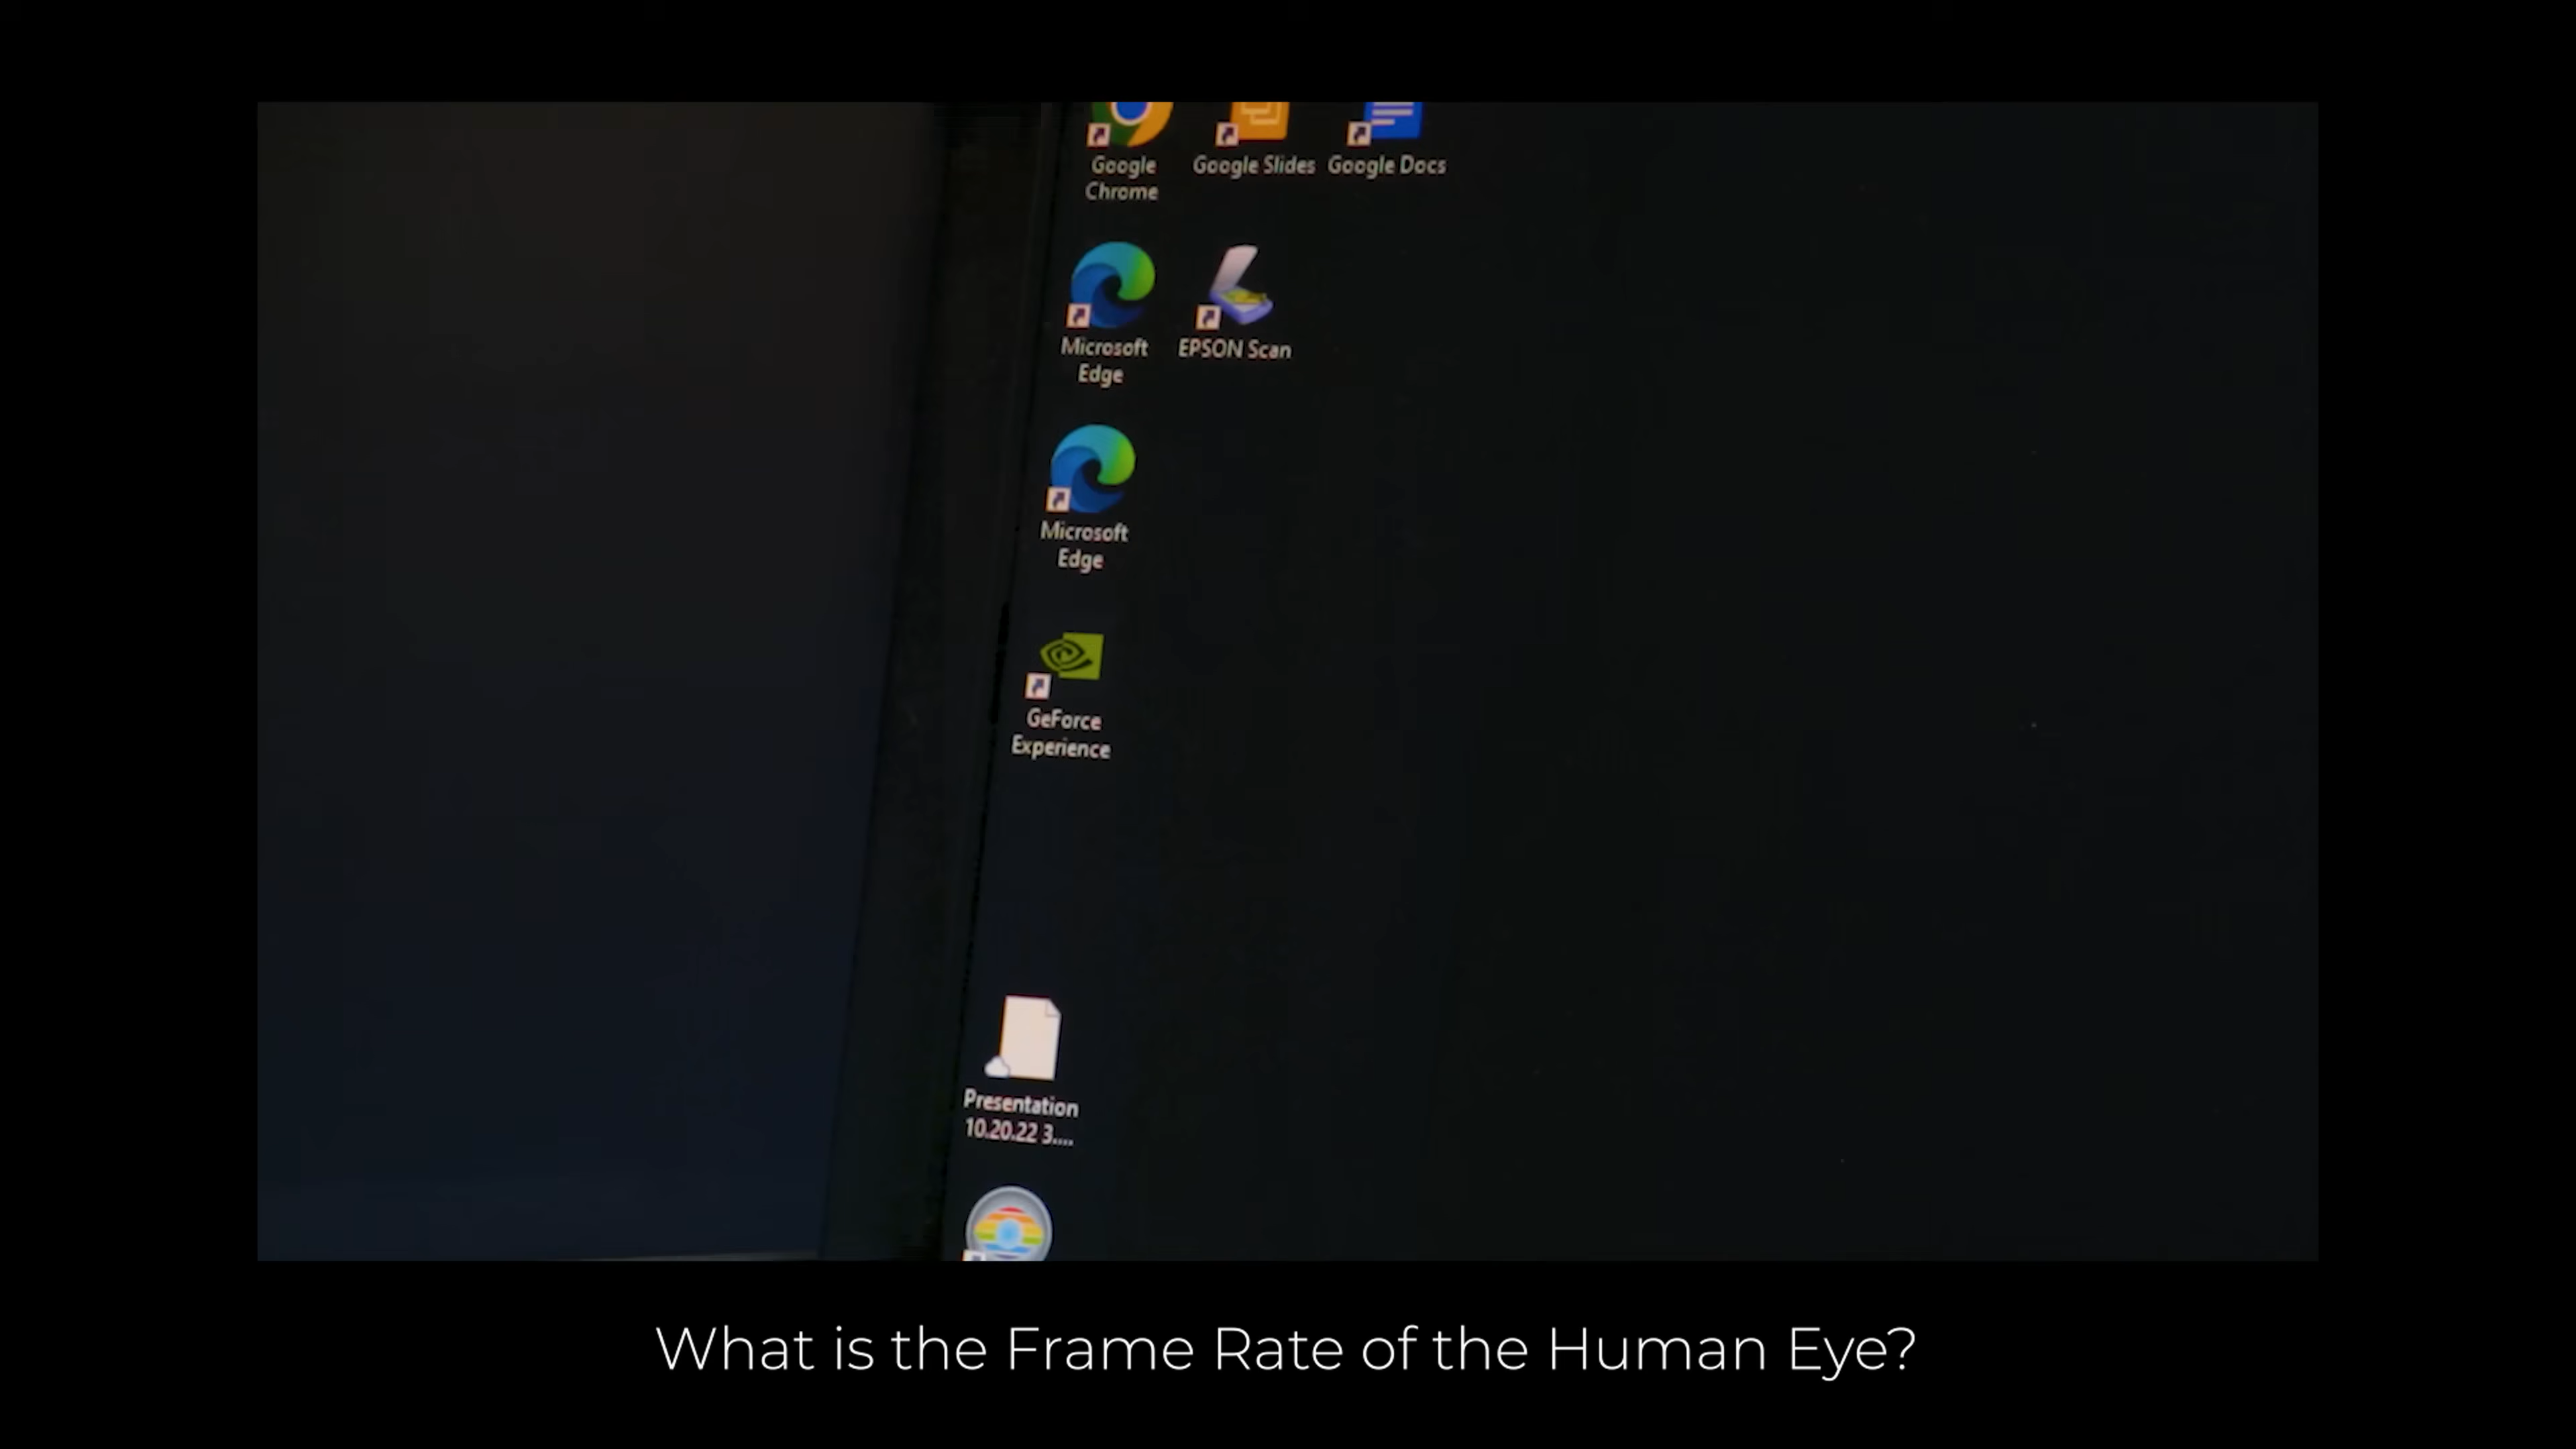 Google Chrome
Google Slides
Google Docs
Microsoft Edge
EPSON Scan
Microsoft Edge
GeForce Experience
Presentation 10.20.22 3....
What is the Frame Rate of the Human Eye?